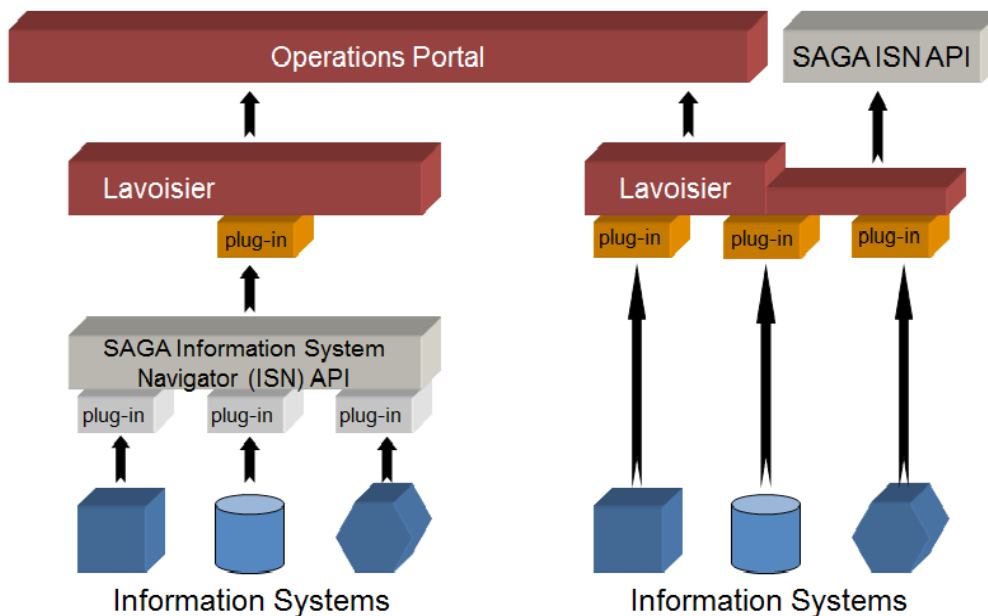 Operations Portal
SAGA ISN API
Lavoisier
Lavoisier
plug-in
plug-in
plug-in
plug-in
SAGA Information System
Navigator (ISN) API
plug-in
plug-in
plug-in
Information Systems
Information Systems